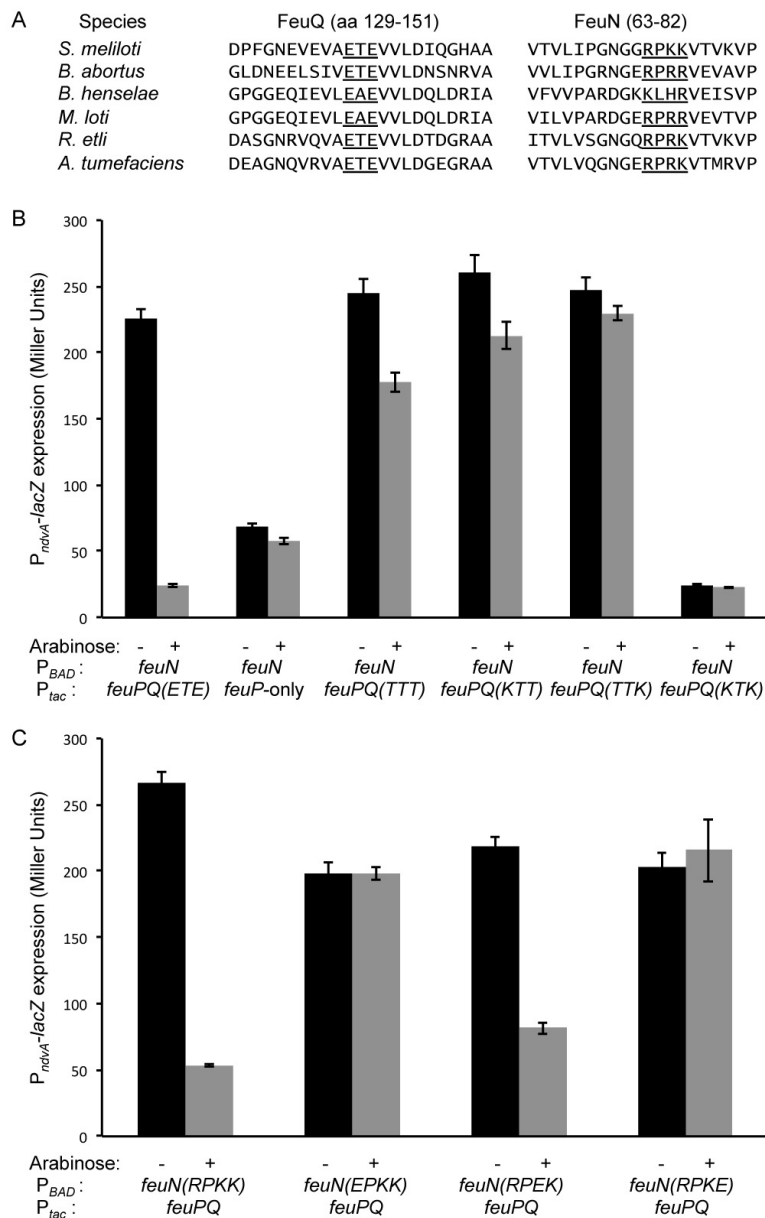 A Species FeuQ (aa 129-151) FeuN (63-82)
S. meliloti DPFGNEVEVAETEVVLDIQGHAA VTVLIPGNGGRPKKVTVKVP
B. abortus GLDNEELSIVETEVVLDNSNRVA VVLIPGRNGERPRRVEVAVP
B. henselae GPGGEQIEVLEAEVVLDQLDRIA VFVVPARDGKKLHRVEISVP
M. loti GPGGEQIEVLEAEVVLDQLDRIA VILVPARDGERPRRVEVTVP
R. etli DASGNRVQVAETEVVLDTDGRAA ITVLVSGNGQRPRKVTVKVP
A. tumefaciens DEAGNQVRVAETEVVLDGEGRAA VTVLVQGNGERPRKVTMRVP
B
PndvA-lacZ expression (Miller Units)
300
250
200
150
100
50
0
Arabinose: - + - + - + - + - + - +
PBAD : feuN feuN feuN feuN feuN feuN
Ptac : feuPQ(ETE) feuP-only feuPQ(TTT) feuPQ(KTT) feuPQ(TTK) feuPQ(KTK)
C
PndvA-lacZ expression (Miller Units)
300
250
200
150
100
50
0
Arabinose: - + - + - + - +
PBAD : feuN(RPKK) feuN(EPKK) feuN(RPEK) feuN(RPKE)
Ptac : feuPQ feuPQ feuPQ feuPQ